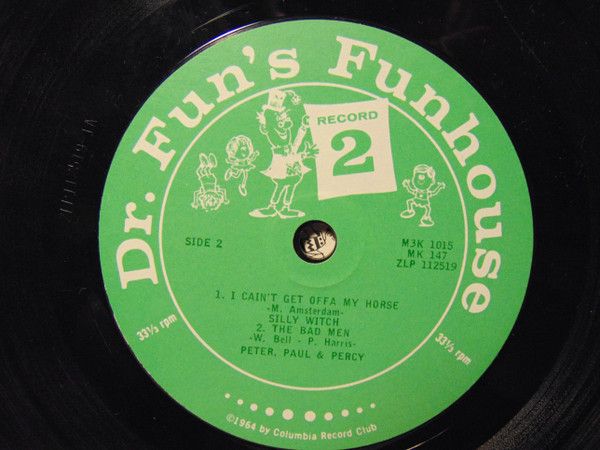 Dr. Fun's Funhouse
RECORD
2
SIDE 2
M3K 1015
MK 147
ZLP 112519
1. I CAIN'T GET OFFA MY HORSE
-M. Amsterdam-
SILLY WITCH
2. THE BAD MEN
-W. Bell - P. Harris-
PETER, PAUL & PERCY
33⅓ rpm
33⅓ rpm
©1964 by Columbia Record Club